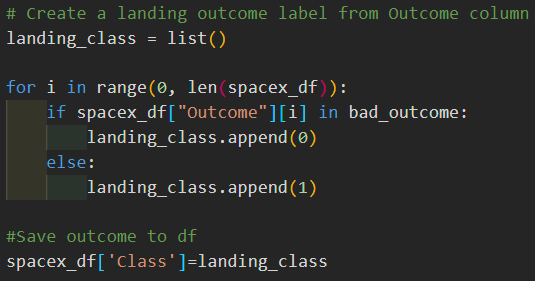 # Create a landing outcome label from Outcome column
landing_class = list()
for i in range(0, len(spacex_df)):
    if spacex_df["Outcome"][i] in bad_outcome:
        landing_class.append(0)
    else:
        landing_class.append(1)
#Save outcome to df
spacex_df['Class']=landing_class